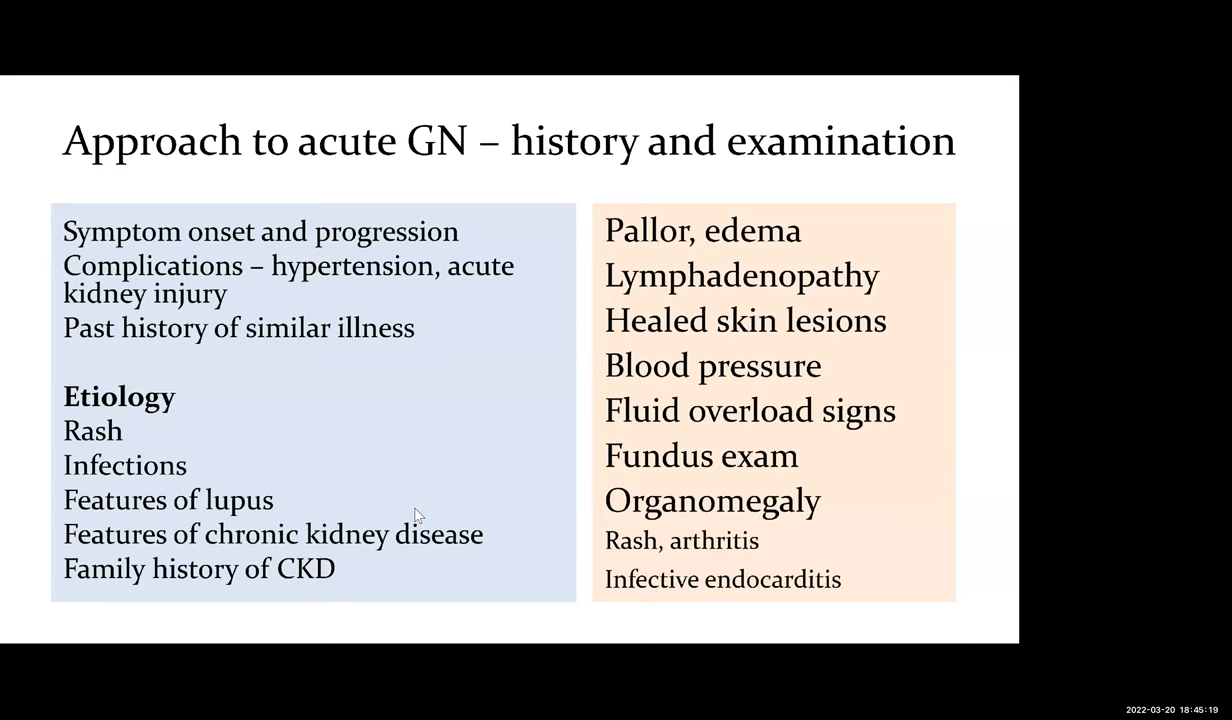 Approach to acute GN – history and examination
Symptom onset and progression
Complications – hypertension, acute
kidney injury
Past history of similar illness
Etiology
Rash
Infections
Features of lupus
Features of chronic kidney disease
Family history of CKD
Pallor, edema
Lymphadenopathy
Healed skin lesions
Blood pressure
Fluid overload signs
Fundus exam
Organomegaly
Rash, arthritis
Infective endocarditis
2022-03-20 18:45:19